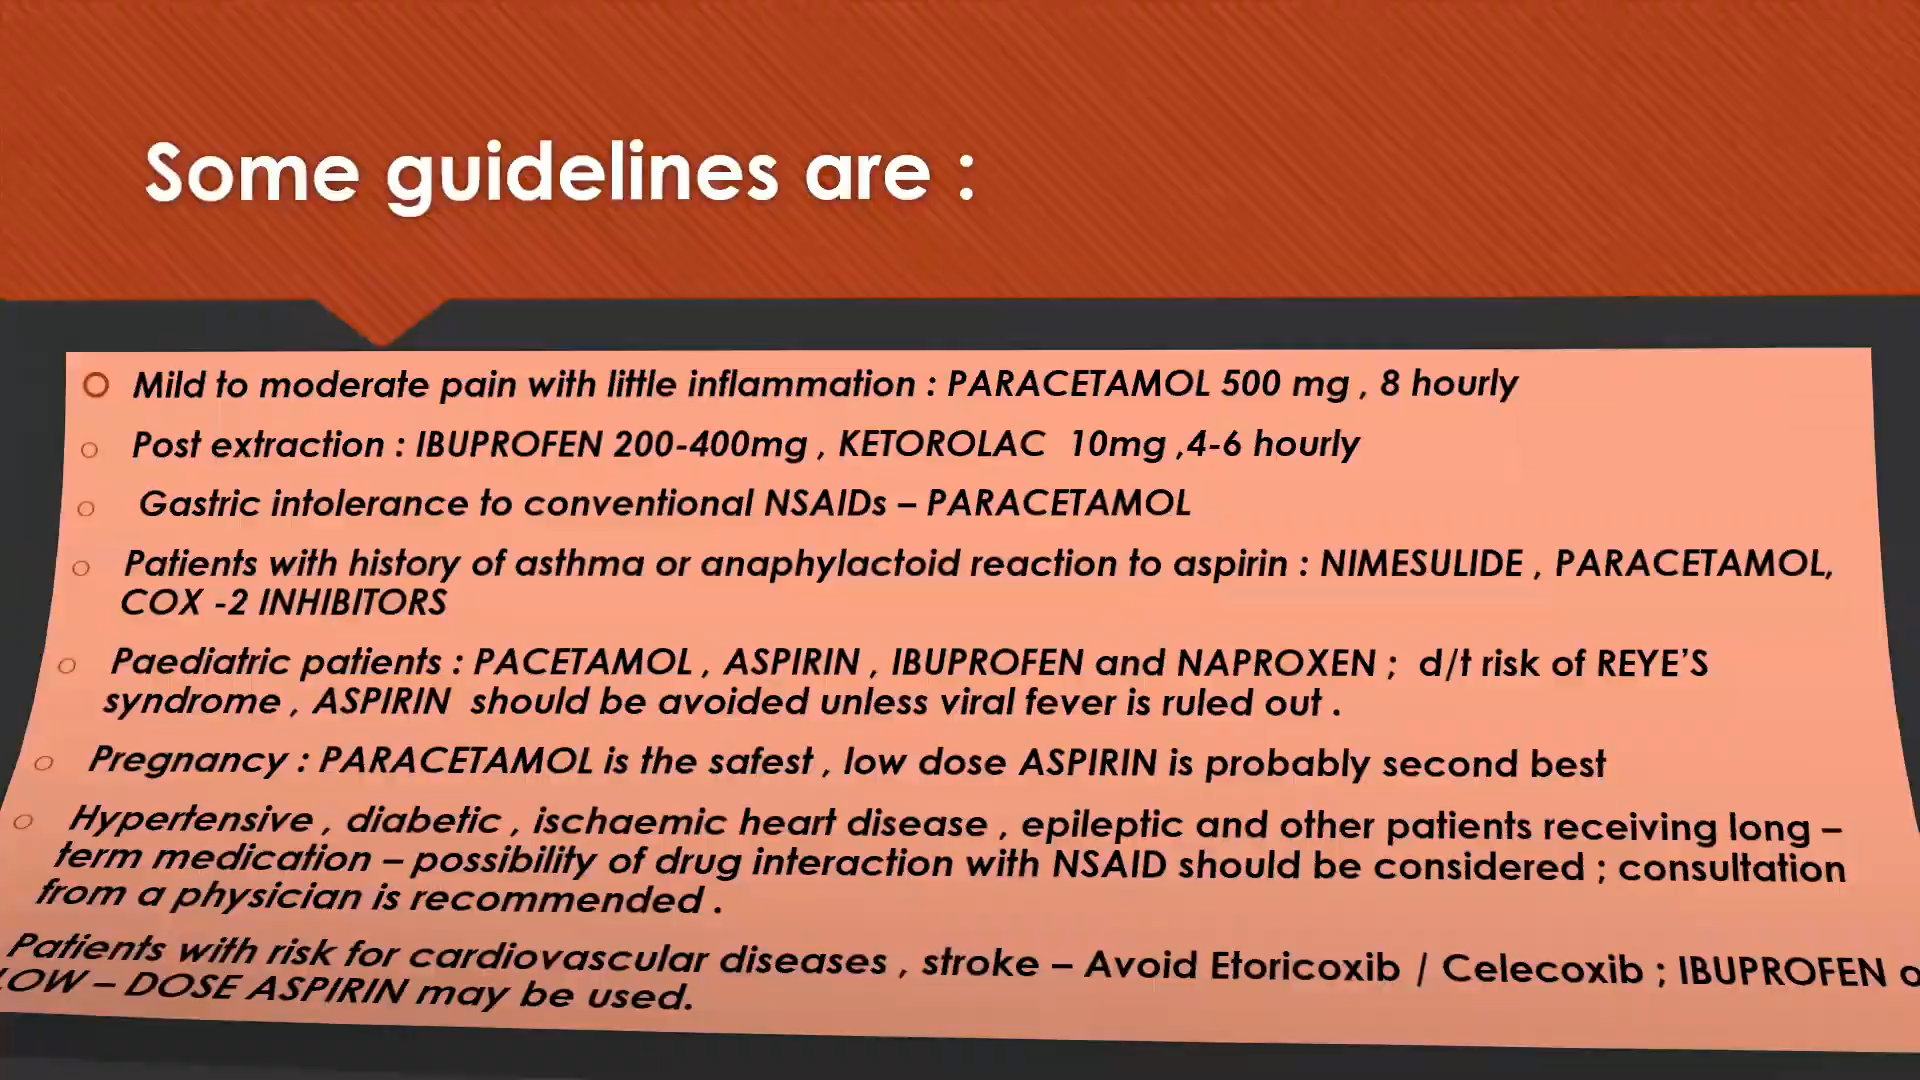 Some guidelines are :
Mild to moderate pain with little inflammation : PARACETAMOL 500 mg , 8 hourly
Post extraction : IBUPROFEN 200-400mg , KETOROLAC 10mg ,4-6 hourly
Gastric intolerance to conventional NSAIDs – PARACETAMOL
Patients with history of asthma or anaphylactoid reaction to aspirin : NIMESULIDE , PARACETAMOL,
COX -2 INHIBITORS
Paediatric patients : PACETAMOL , ASPIRIN , IBUPROFEN and NAPROXEN ; d/t risk of REYE'S
syndrome , ASPIRIN should be avoided unless viral fever is ruled out .
Pregnancy : PARACETAMOL is the safest , low dose ASPIRIN is probably second best
Hypertensive , diabetic , ischaemic heart disease , epileptic and other patients receiving long –
term medication – possibility of drug interaction with NSAID should be considered ; consultation
from a physician is recommended .
Patients with risk for cardiovascular diseases , stroke – Avoid Etoricoxib / Celecoxib ; IBUPROFEN
– DOSE ASPIRIN may be used.